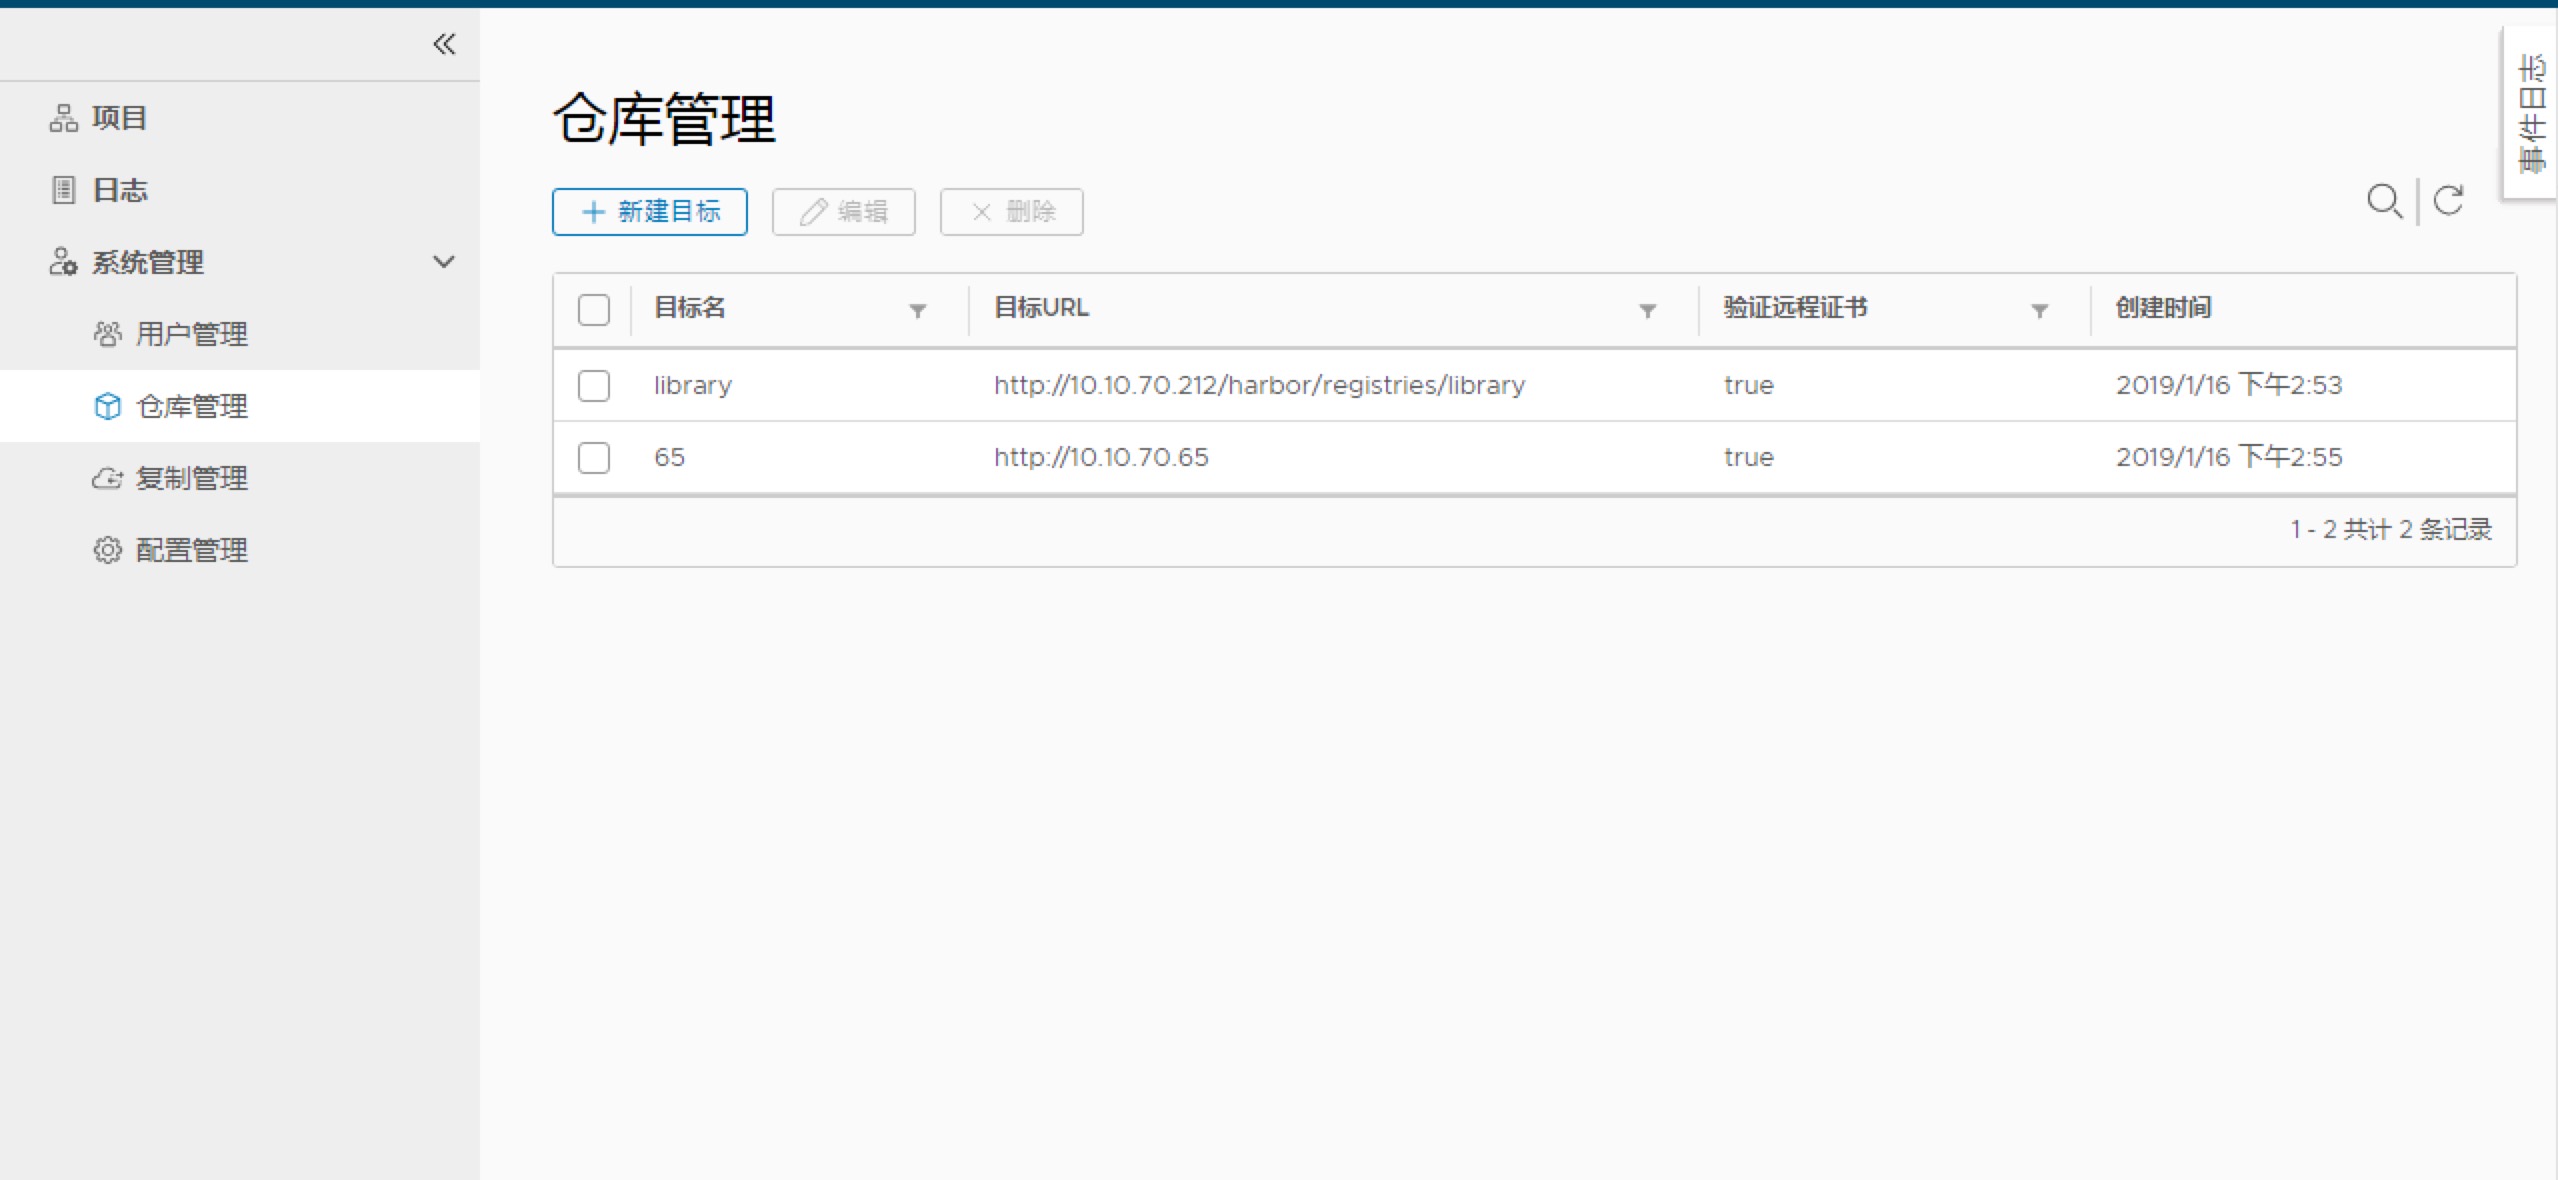 项目
日志
系统管理
用户管理
仓库管理
复制管理
配置管理
仓库管理
新建目标 编辑 删除
事件日志
目标名 目标URL 验证远程证书 创建时间
library http://10.10.70.212/harbor/registries/library true 2019/1/16 下午2:53
65 http://10.10.70.65 true 2019/1/16 下午2:55
1 - 2 共计 2 条记录